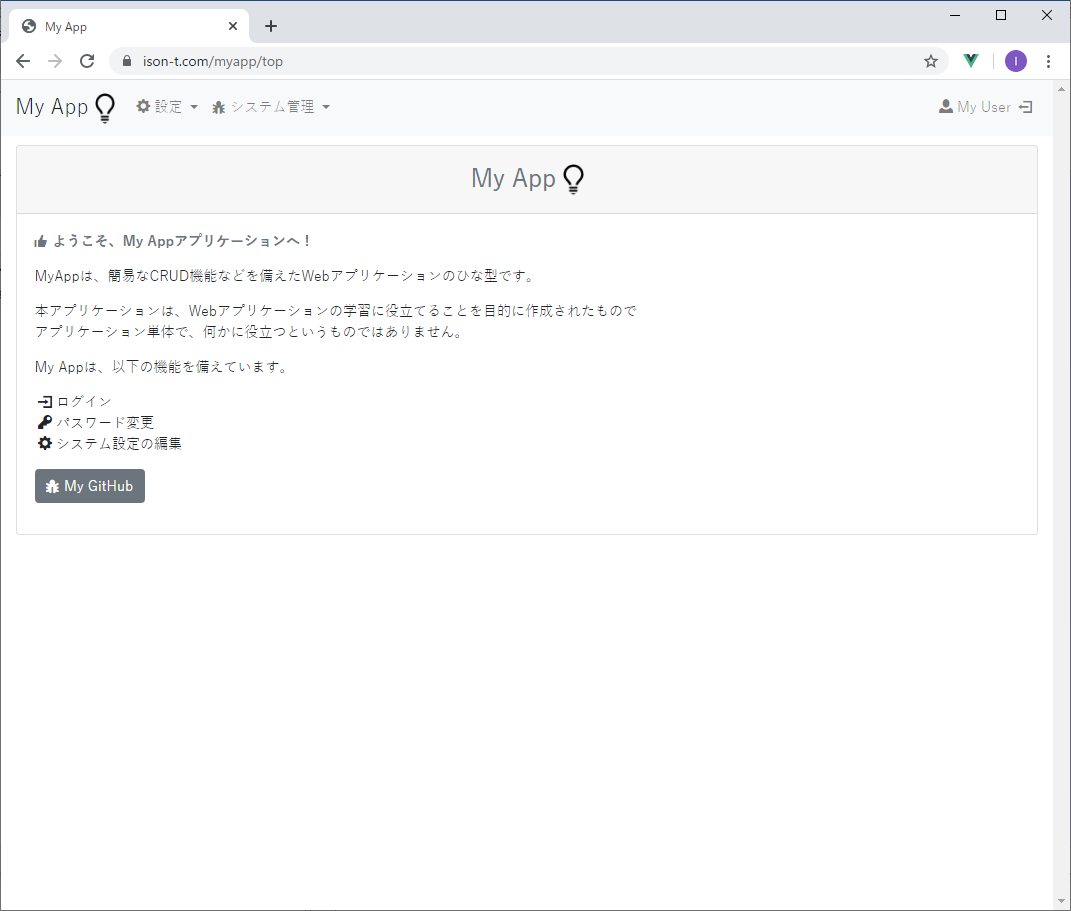 My App
ison-t.com/myapp/top
I
My App 設定 システム管理 My User
My App
ようこそ、My Appアプリケーションへ！
MyAppは、簡易なCRUD機能などを備えたWebアプリケーションのひな型です。
本アプリケーションは、Webアプリケーションの学習に役立てることを目的に作成されたもので
アプリケーション単体で、何かに役立つというものではありません。
My Appは、以下の機能を備えています。
ログイン
パスワード変更
システム設定の編集
My GitHub